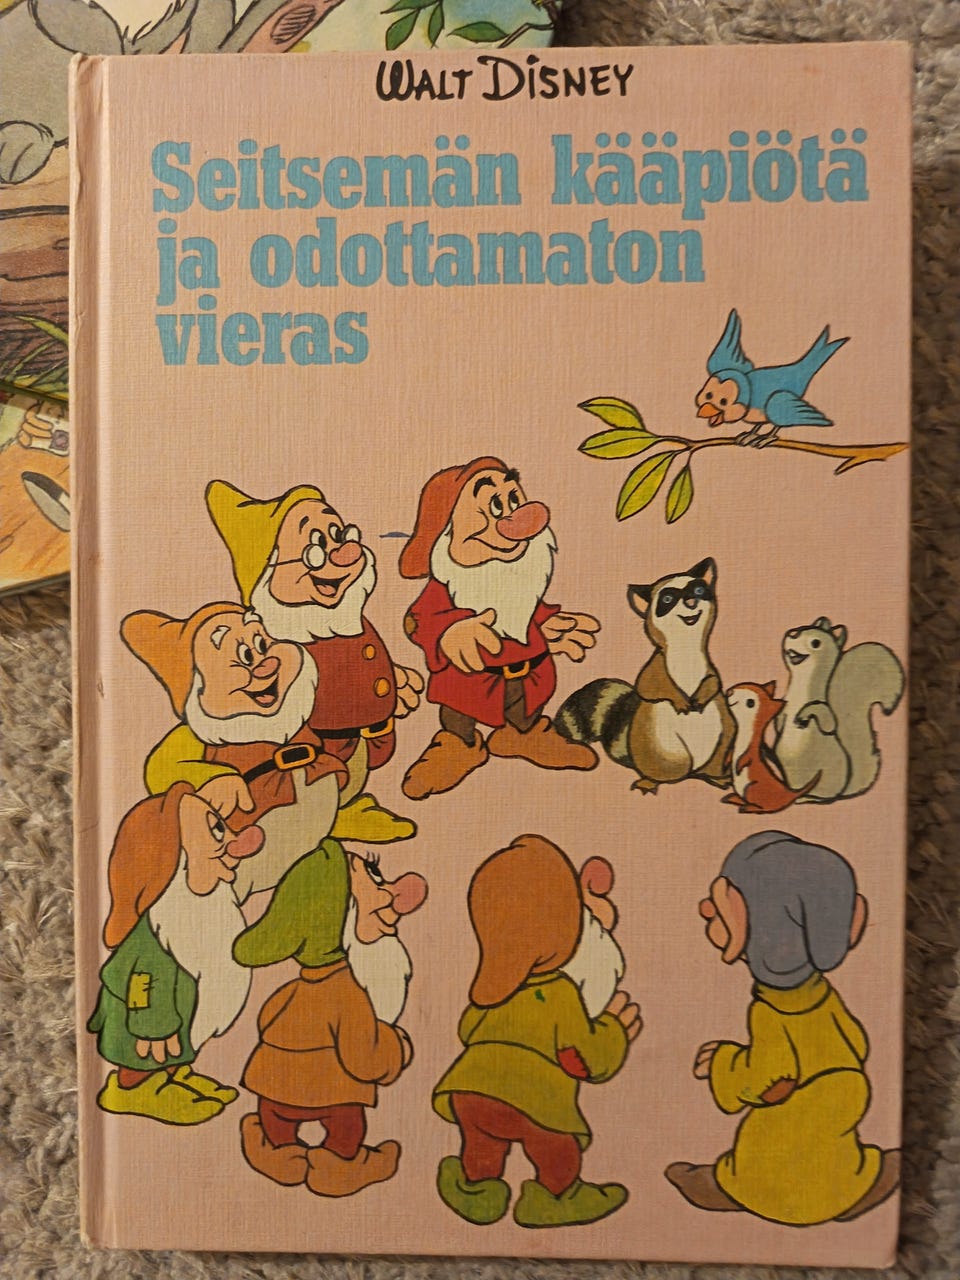 WALT DISNEY
Seitsemän kääpiötä
ja odottamaton
vieras